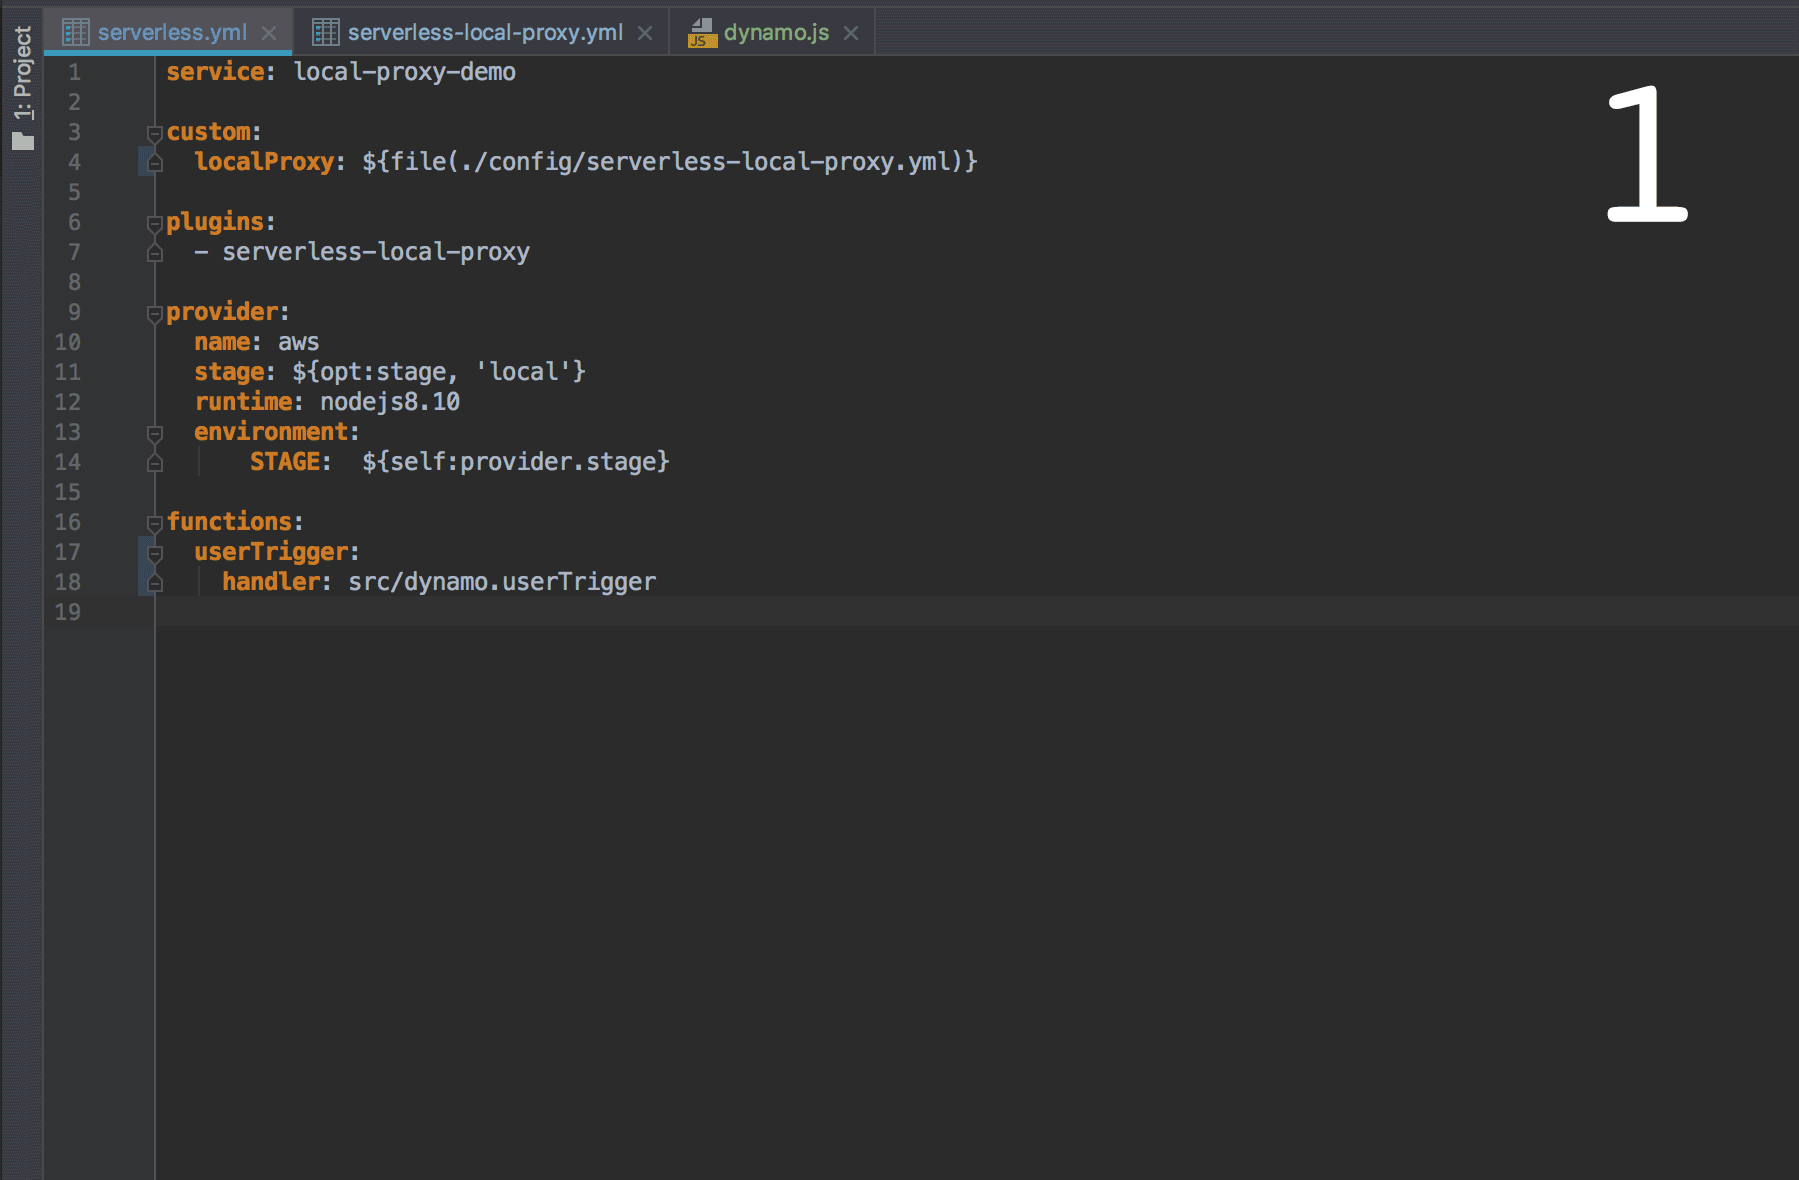 serverless.yml
serverless-local-proxy.yml
JS dynamo.js
1: Project
1
1 service: local-proxy-demo
2
3 custom:
4   localProxy: ${file(./config/serverless-local-proxy.yml)}
5
6 plugins:
7   - serverless-local-proxy
8
9 provider:
10   name: aws
11   stage: ${opt:stage, 'local'}
12   runtime: nodejs8.10
13   environment:
14       STAGE:  ${self:provider.stage}
15
16 functions:
17   userTrigger:
18     handler: src/dynamo.userTrigger
19